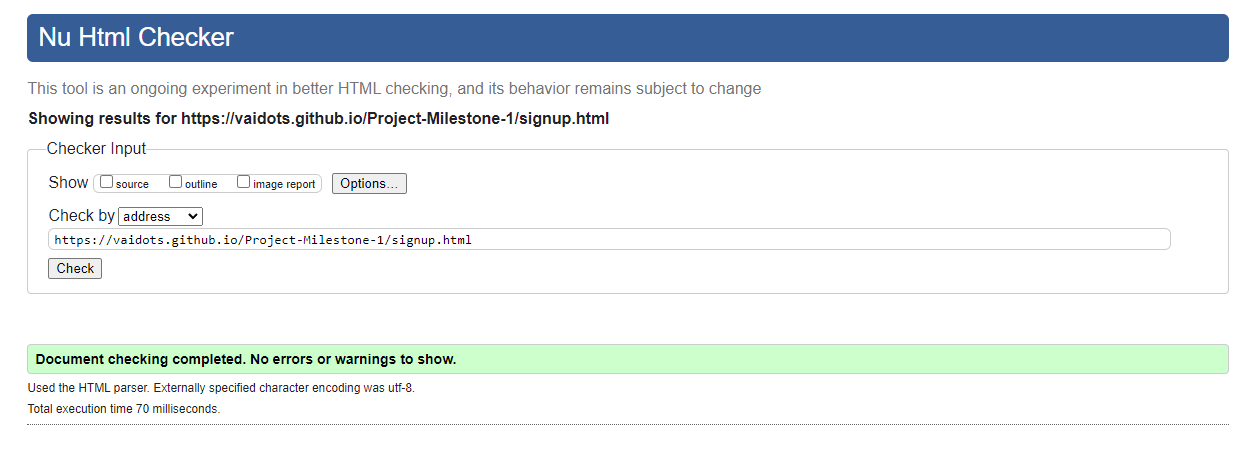 Nu Html Checker
This tool is an ongoing experiment in better HTML checking, and its behavior remains subject to change
Showing results for https://vaidots.github.io/Project-Milestone-1/signup.html
Checker Input
Show source outline image report Options...
Check by address
https://vaidots.github.io/Project-Milestone-1/signup.html
Check
Document checking completed. No errors or warnings to show.
Used the HTML parser. Externally specified character encoding was utf-8.
Total execution time 70 milliseconds.